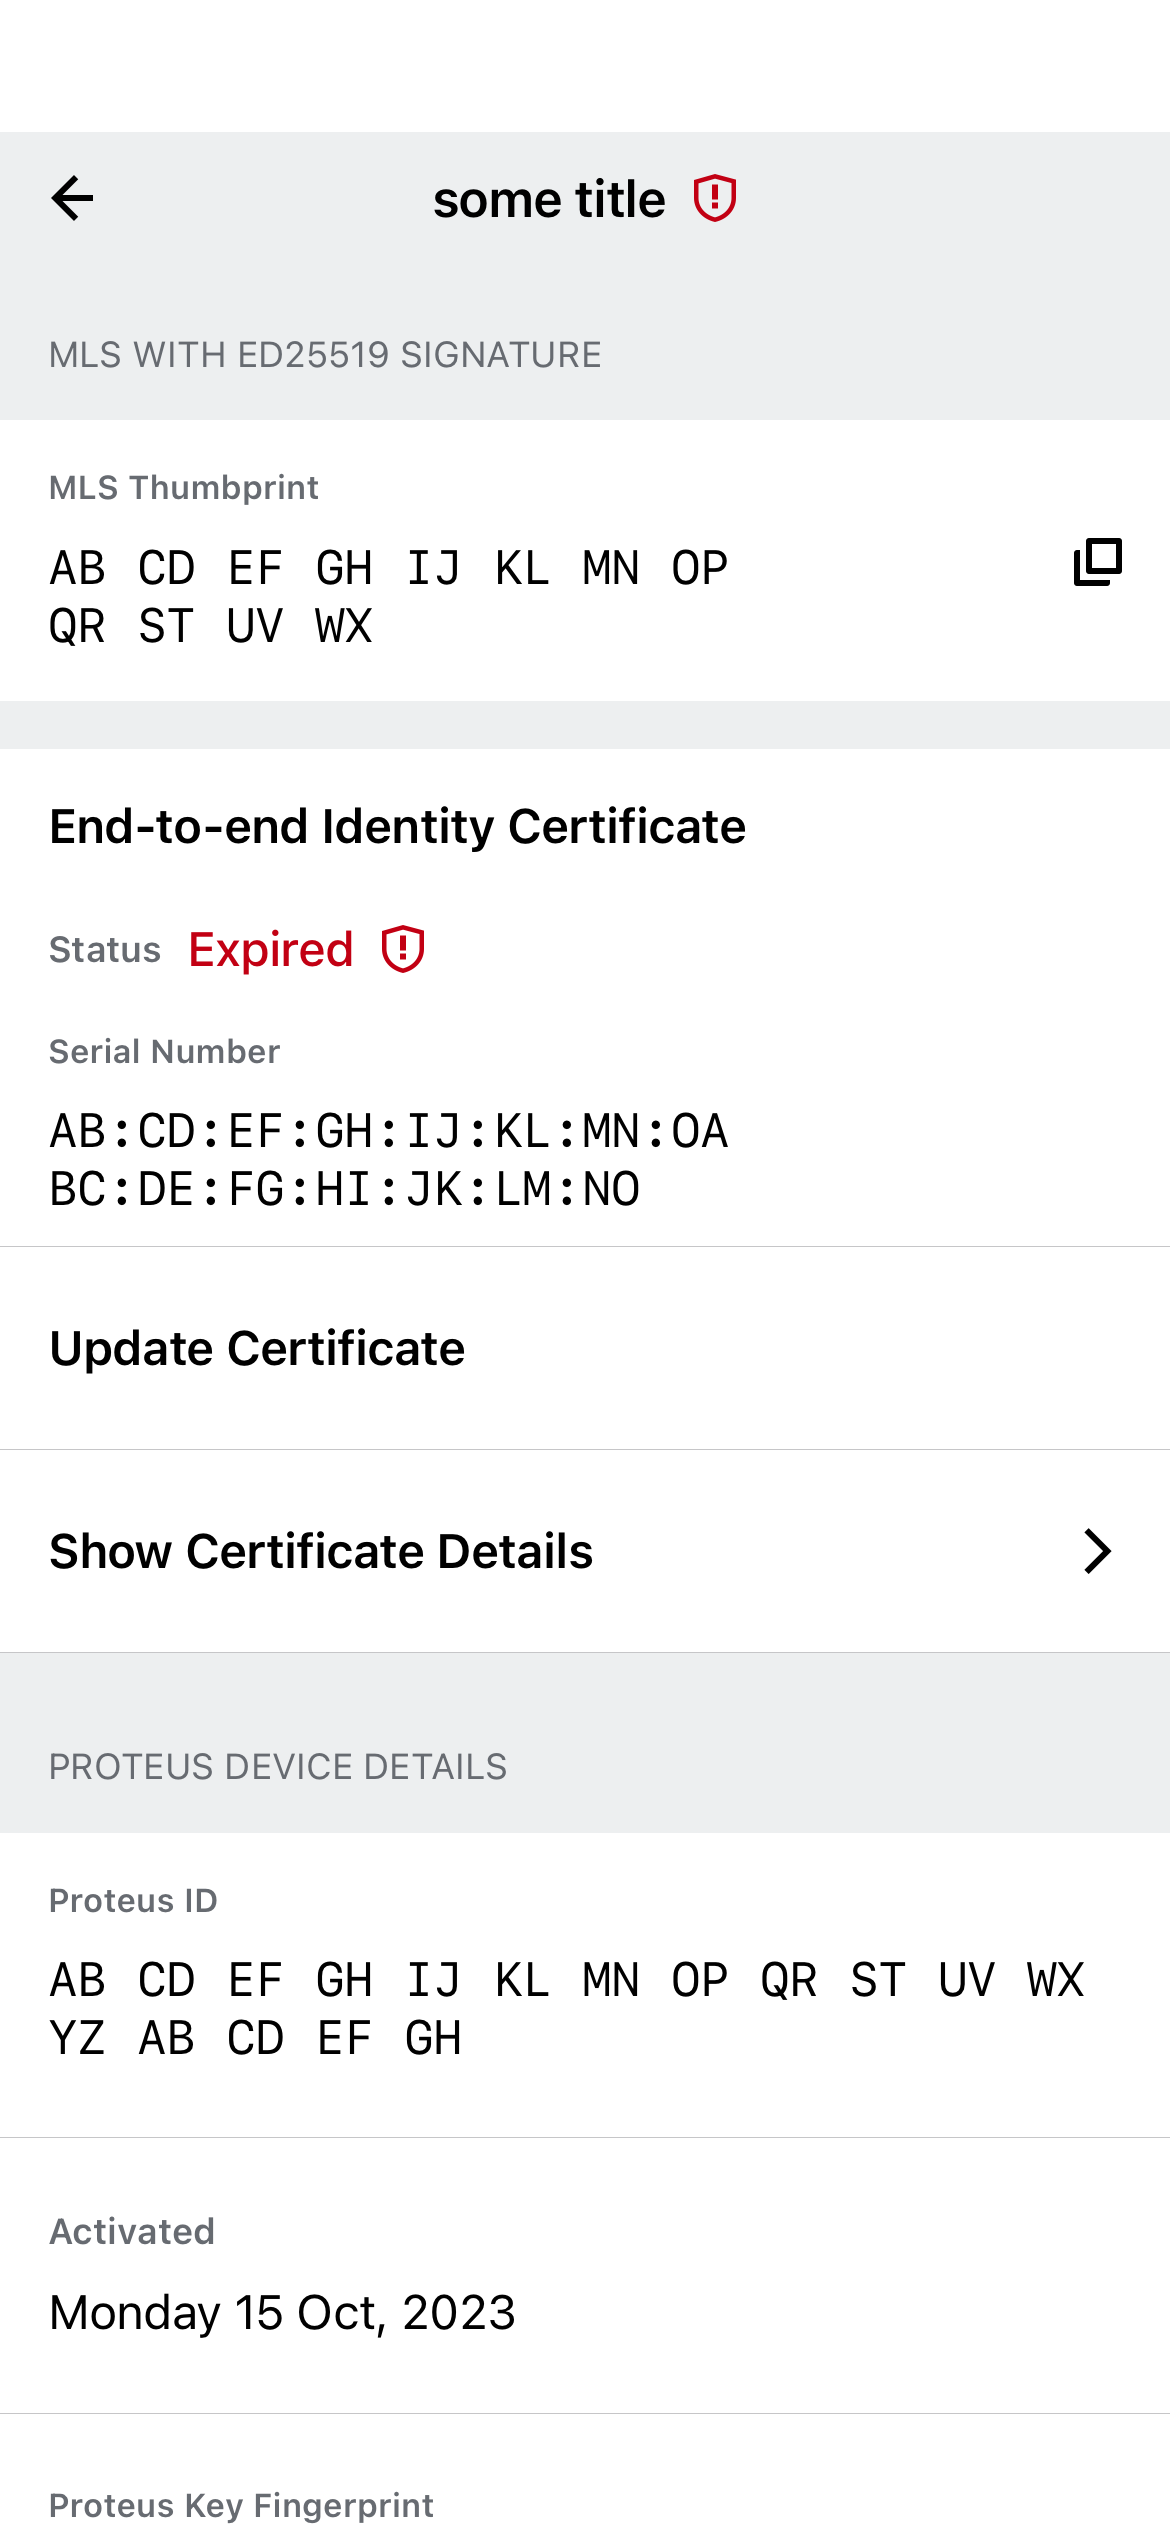 some title
MLS WITH ED25519 SIGNATURE
MLS Thumbprint
AB CD EF GH IJ KL MN OP
QR ST UV WX
End-to-end Identity Certificate
Status Expired
Serial Number
AB:CD:EF:GH:IJ:KL:MN:OA
BC:DE:FG:HI:JK:LM:NO
Update Certificate
Show Certificate Details
PROTEUS DEVICE DETAILS
Proteus ID
AB CD EF GH IJ KL MN OP QR ST UV WX
YZ AB CD EF GH
Activated
Monday 15 Oct, 2023
Proteus Key Fingerprint